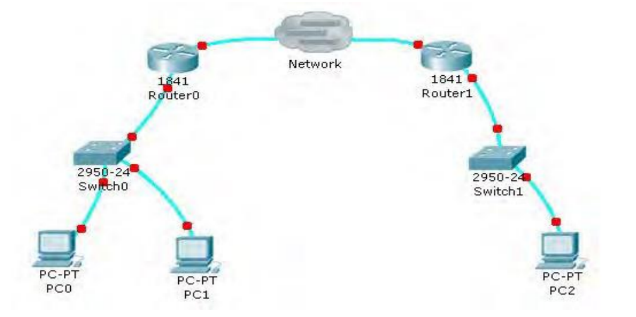 Network
1841
Router0
1841
Router1
2950-24
Switch0
2950-24
Switch1
PC-PT
PC0
PC-PT
PC1
PC-PT
PC2